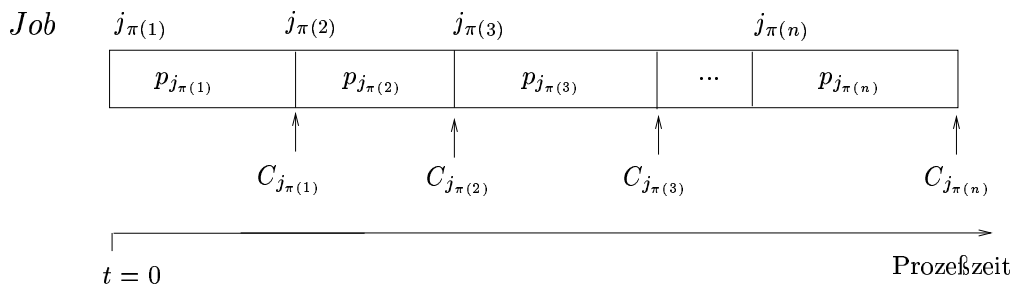 Job j_{π(1)} j_{π(2)} j_{π(3)} j_{π(n)}
p_{j_{π(1)}} p_{j_{π(2)}} p_{j_{π(3)}} ... p_{j_{π(n)}}
C_{j_{π(1)}} C_{j_{π(2)}} C_{j_{π(3)}} C_{j_{π(n)}}
t = 0 Prozeßzeit